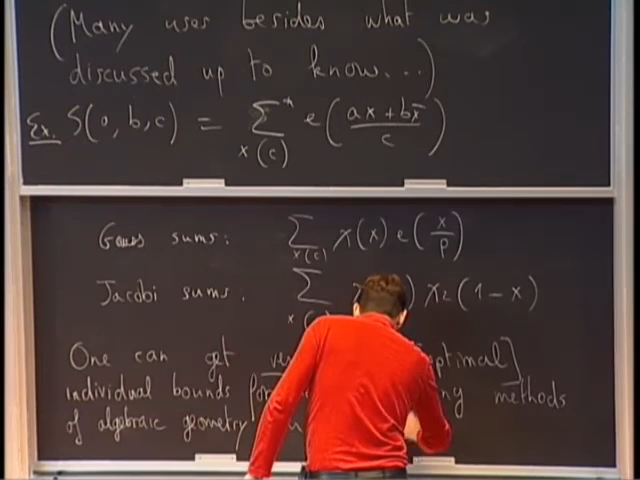 (Many uses besides what was
discussed up to know...)
Ex. S(a, b, c) = ∑* x (c) e((ax + bx̄)/c)
Gauss sums: ∑ x(c) χ(x) e(x/p)
Jacobi sums. ∑ x ( ) χ₂(1 - x)
One can get optimal]
individual bounds methods
of algebraic geometry